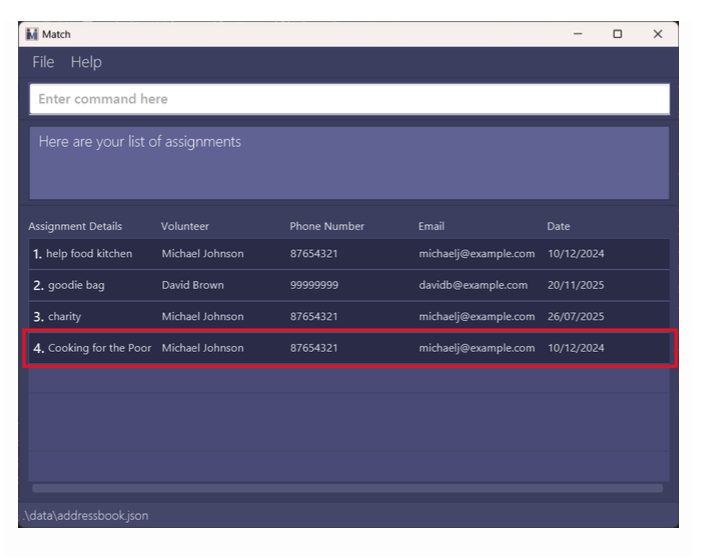 Match
File Help
Enter command here
Here are your list of assignments
Assignment Details Volunteer Phone Number Email Date
1. help food kitchen Michael Johnson 87654321 michaelj@example.com 10/12/2024
2. goodie bag David Brown 99999999 davidb@example.com 20/11/2025
3. charity Michael Johnson 87654321 michaelj@example.com 26/07/2025
4. Cooking for the Poor Michael Johnson 87654321 michaelj@example.com 10/12/2024
.\data\addressbook.json